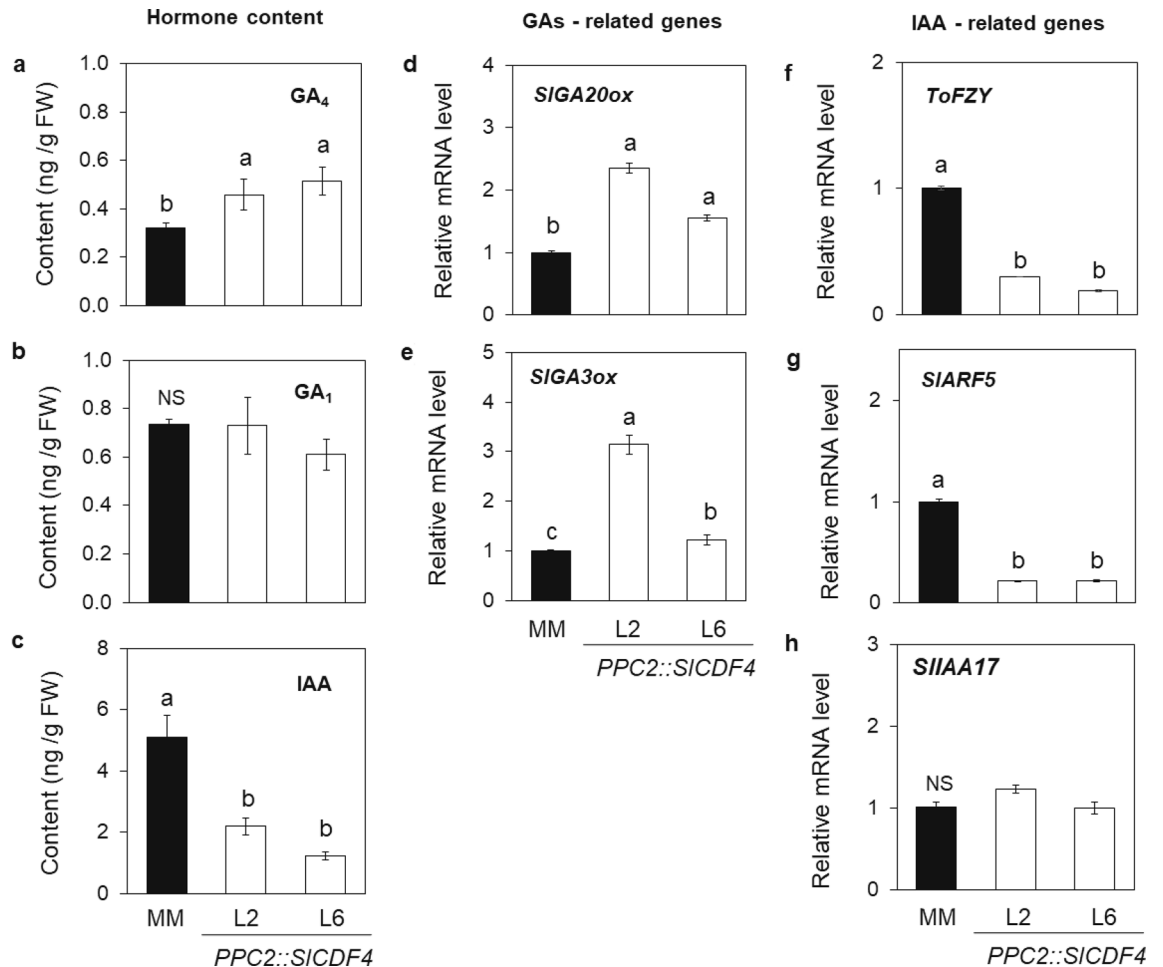 Hormone content
GAs - related genes
IAA - related genes
a
Content (ng /g FW)
1.0
0.8
0.6
0.4
0.2
0.0
GA4
b
a
a
b
Content (ng /g FW)
1.0
0.8
0.6
0.4
0.2
0.0
GA1
NS
c
Content (ng /g FW)
8
6
4
2
0
IAA
a
b
b
MM L2 L6
PPC2::SlCDF4
d
Relative mRNA level
4
3
2
1
0
SlGA20ox
b
a
a
e
Relative mRNA level
5
4
3
2
1
0
SlGA3ox
c
a
b
MM L2 L6
PPC2::SlCDF4
f
Relative mRNA level
2
1
0
ToFZY
a
b
b
g
Relative mRNA level
2
1
0
SlARF5
a
b
b
h
Relative mRNA level
3
2
1
0
SlIAA17
NS
MM L2 L6
PPC2::SlCDF4